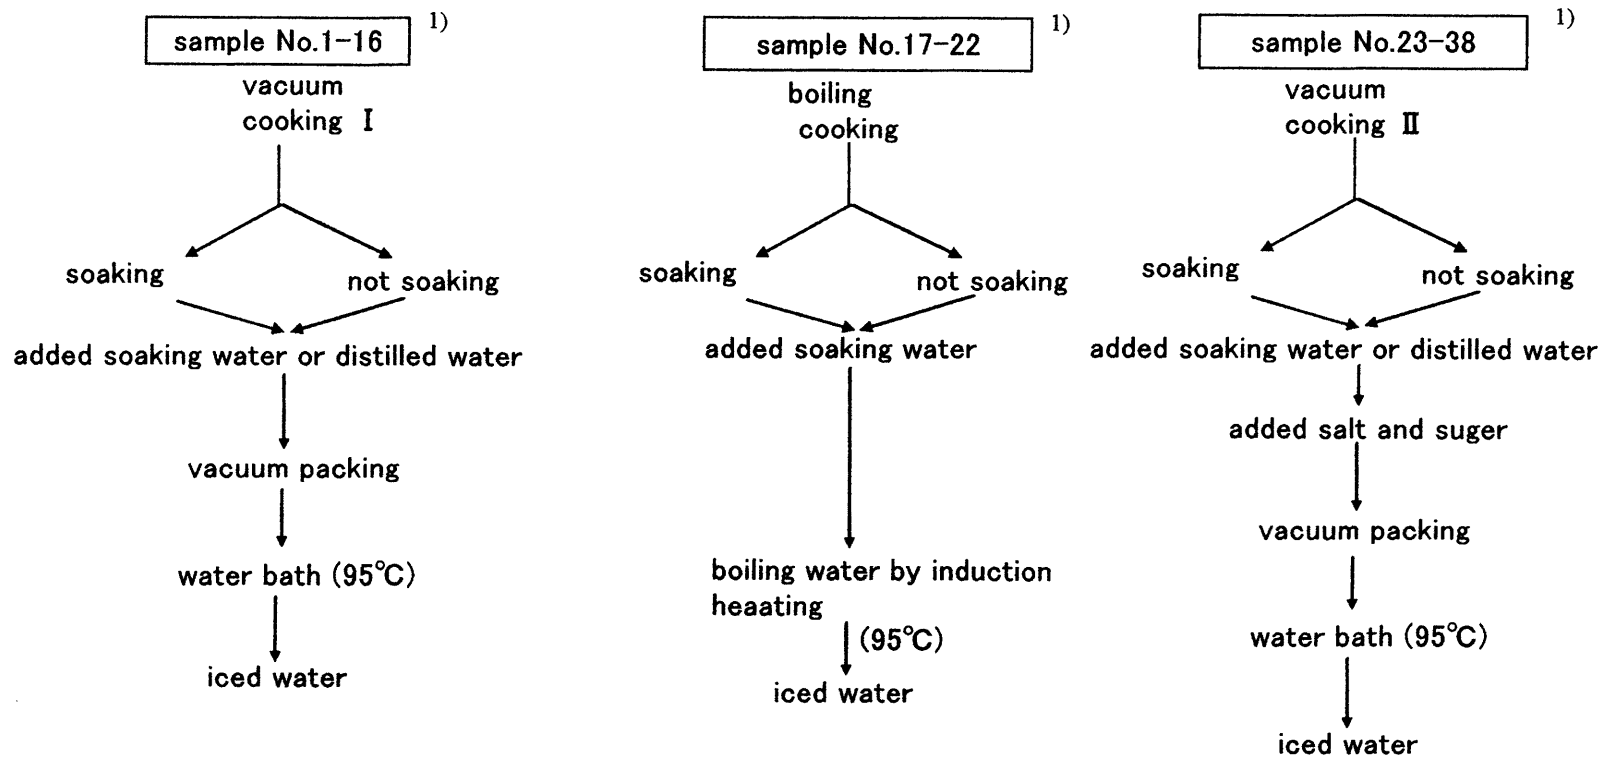 sample No.1-16 1)
vacuum
cooking Ⅰ
soaking
not soaking
added soaking water or distilled water
vacuum packing
water bath (95℃)
iced water
sample No.17-22 1)
boiling
cooking
soaking
not soaking
added soaking water
boiling water by induction
heaating
(95℃)
iced water
sample No.23-38 1)
vacuum
cooking Ⅱ
soaking
not soaking
added soaking water or distilled water
added salt and suger
vacuum packing
water bath (95℃)
iced water